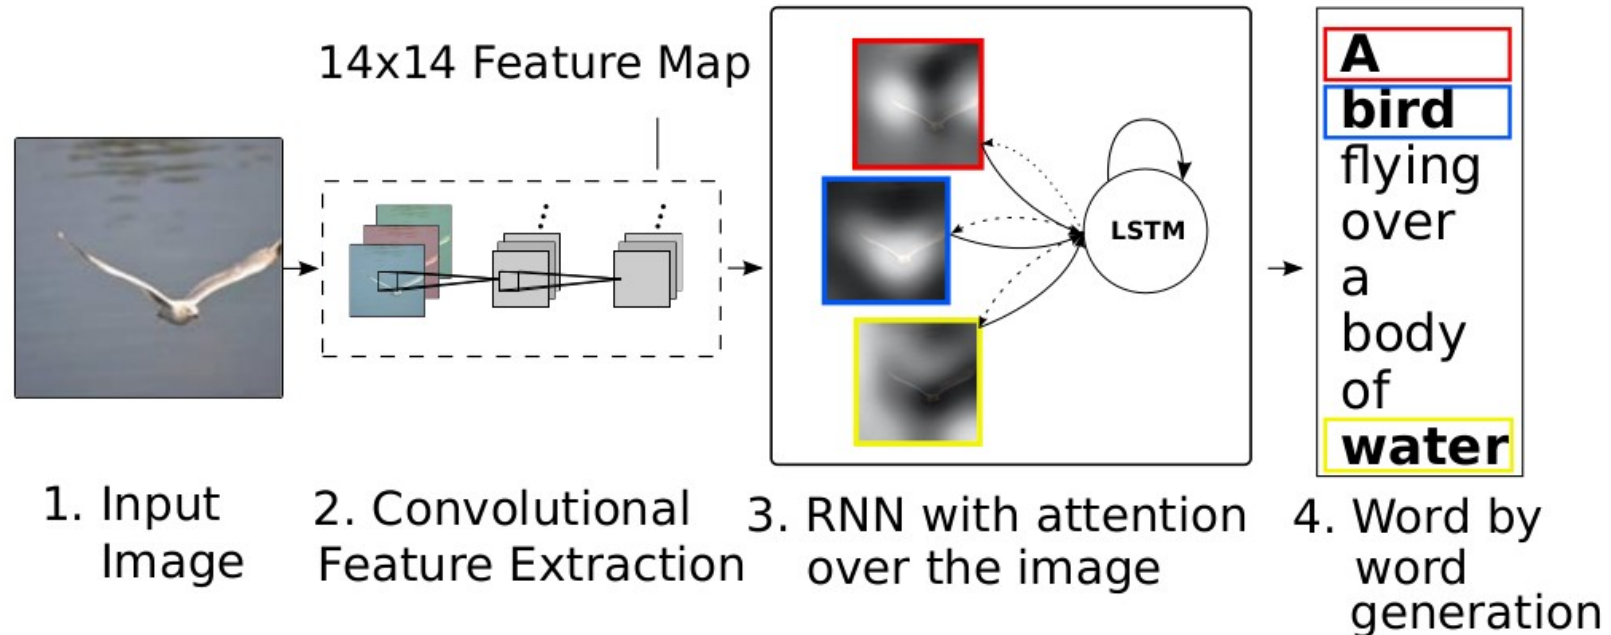 14x14 Feature Map
LSTM
A
bird
flying
over
a
body
of
water
1. Input
Image
2. Convolutional
Feature Extraction
3. RNN with attention
over the image
4. Word by
word
generation